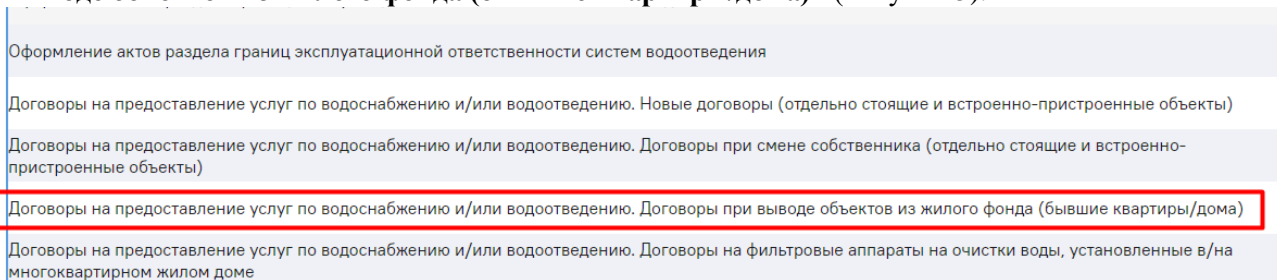 фонда (
Оформление актов раздела границ эксплуатационной ответственности систем водоотведения
Договоры на предоставление услуг по водоснабжению и/или водоотведению. Новые договоры (отдельно стоящие и встроенно-пристроенные объекты)
Договоры на предоставление услуг по водоснабжению и/или водоотведению. Договоры при смене собственника (отдельно стоящие и встроенно-
пристроенные объекты)
Договоры на предоставление услуг по водоснабжению и/или водоотведению. Договоры при выводе объектов из жилого фонда (бывшие квартиры/дома)
Договоры на предоставление услуг по водоснабжению и/или водоотведению. Договоры на фильтровые аппараты на очистки воды, установленные в/на
многоквартирном жилом доме